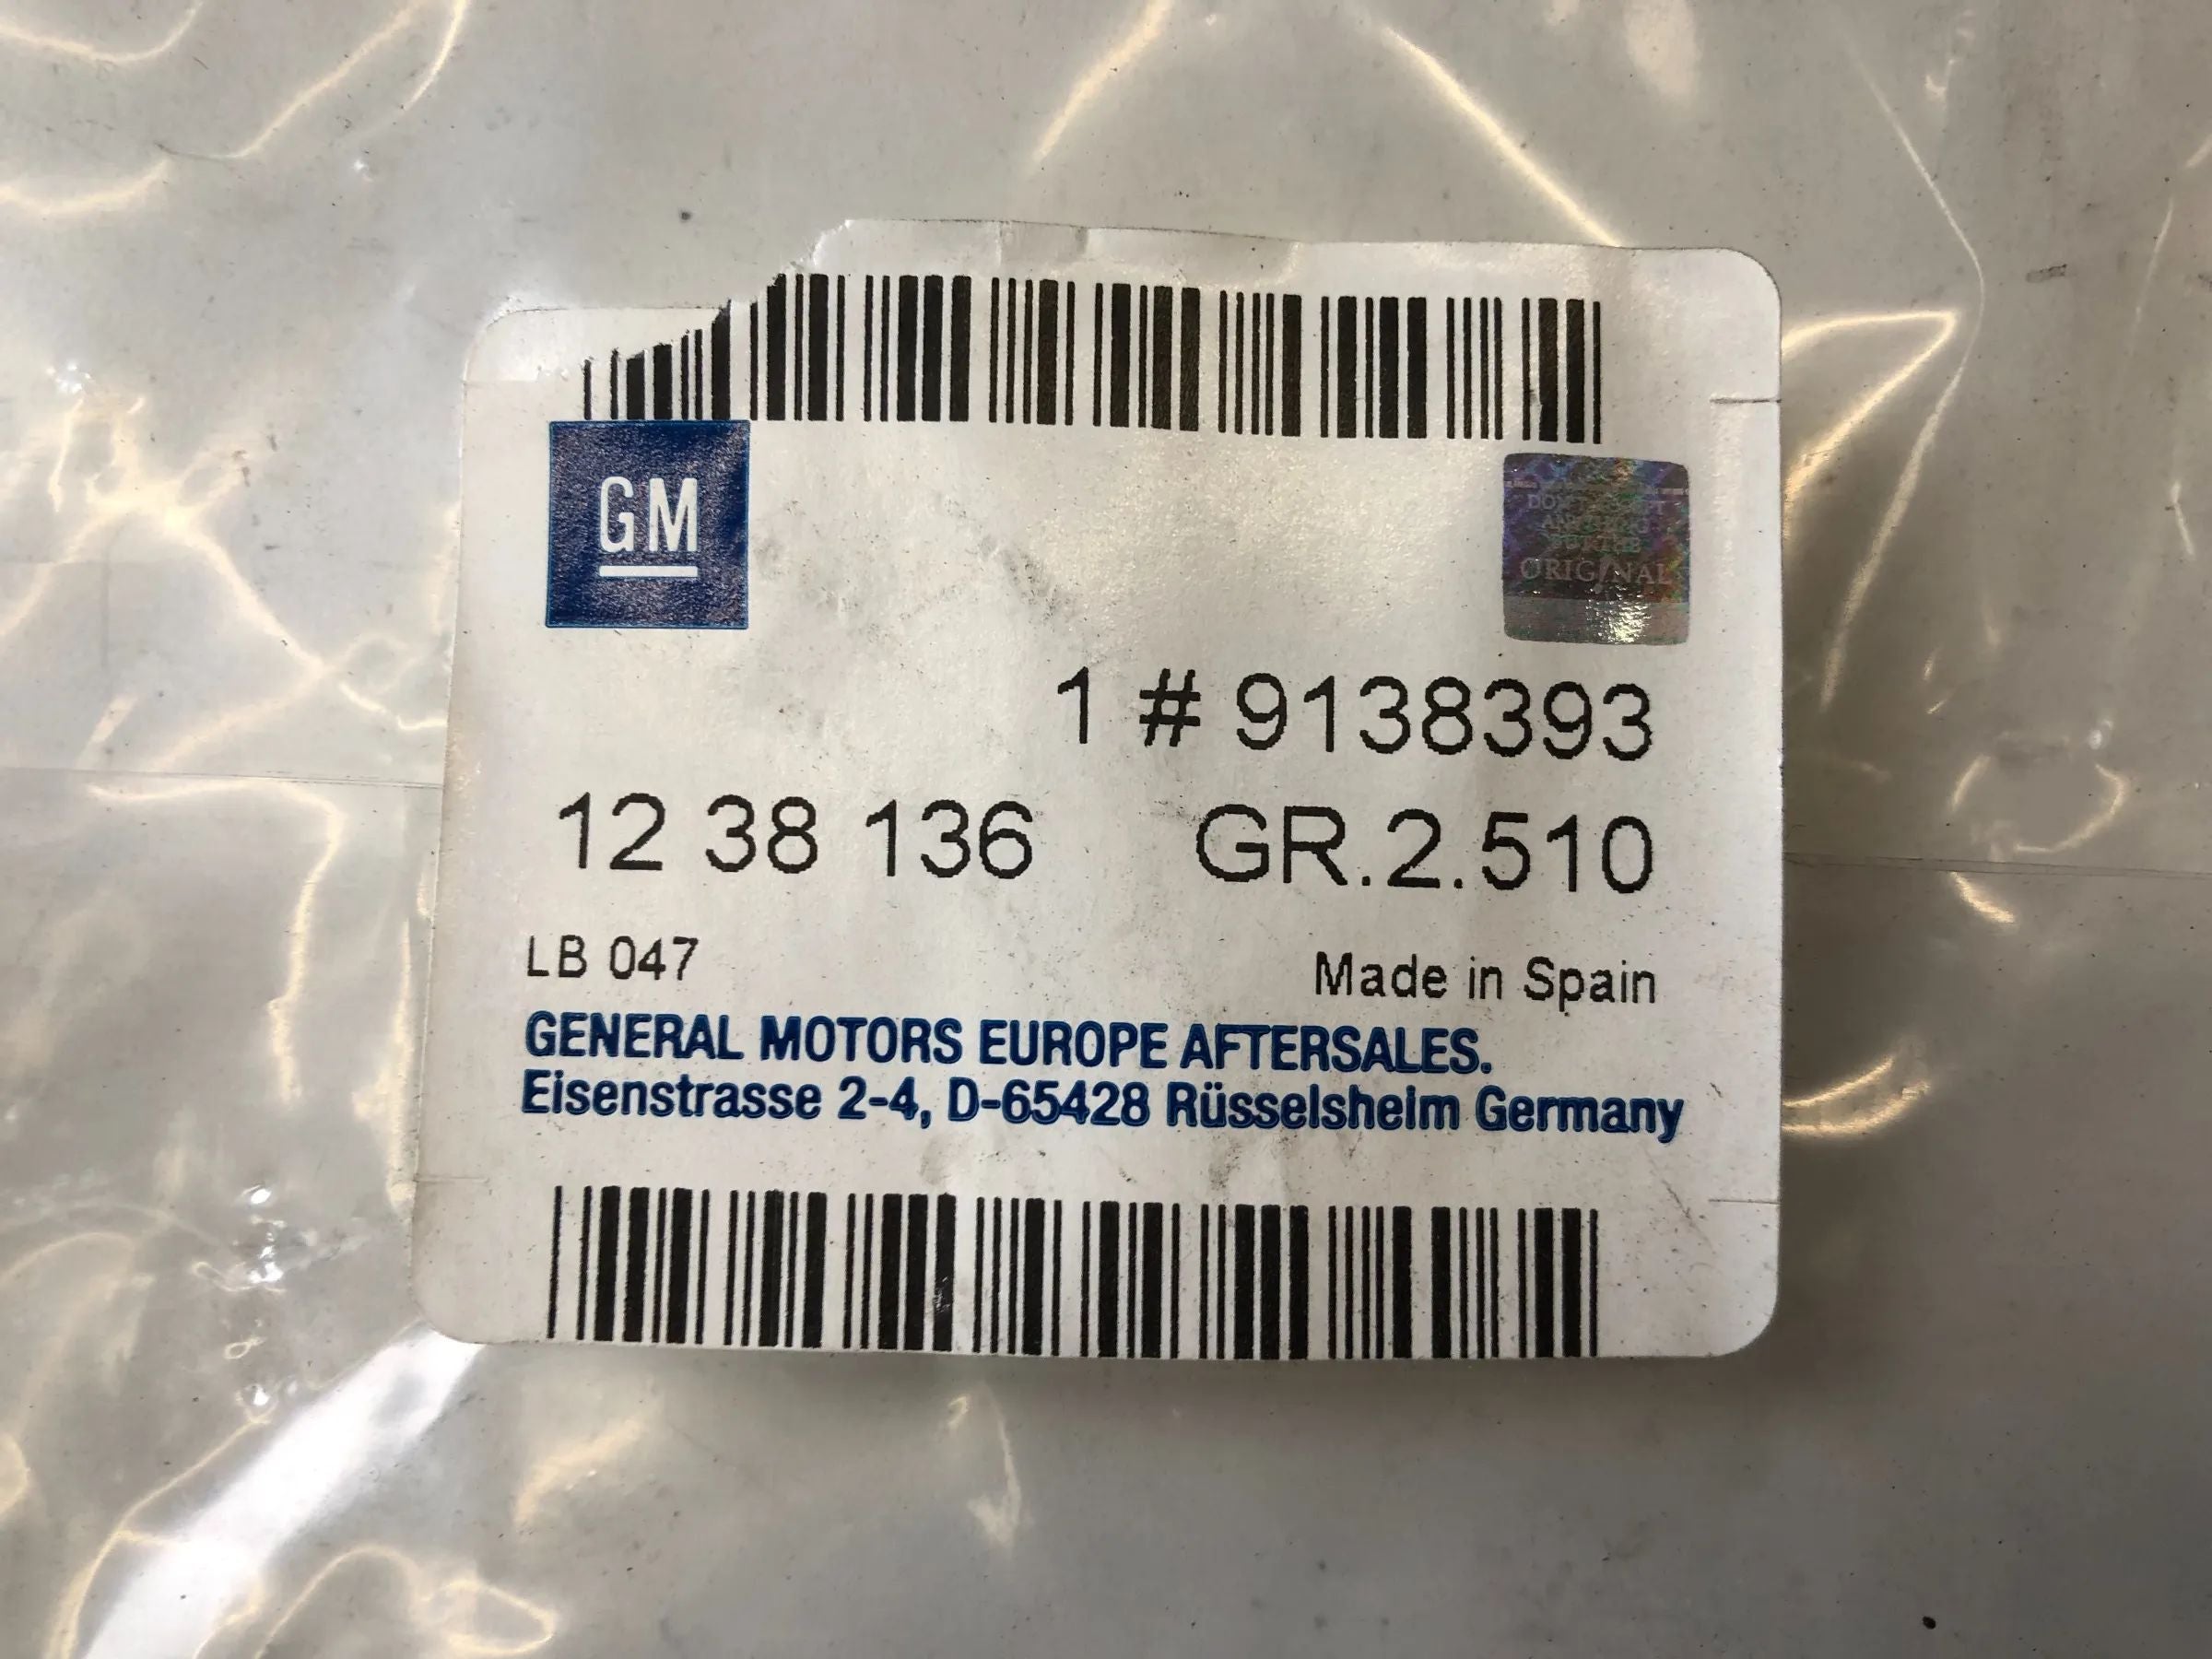 GM
ORIGINAL
1 # 9138393
12 38 136 GR.2.510
LB 047 Made in Spain
GENERAL MOTORS EUROPE AFTERSALES.
Eisenstrasse 2-4, D-65428 Rüsselsheim Germany